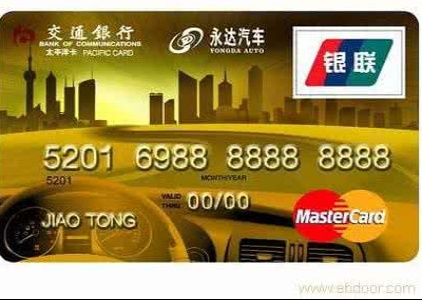 交通銀行
BANK OF COMMUNICATIONS
太平洋卡 PACIFIC CARD
永达汽车
YONGDA AUTO
银联
5201 6988 8888 8888
5201
MONTH/YEAR
VALID THRU 00/00
JIAO TONG
MasterCard
www.ebdoor.com